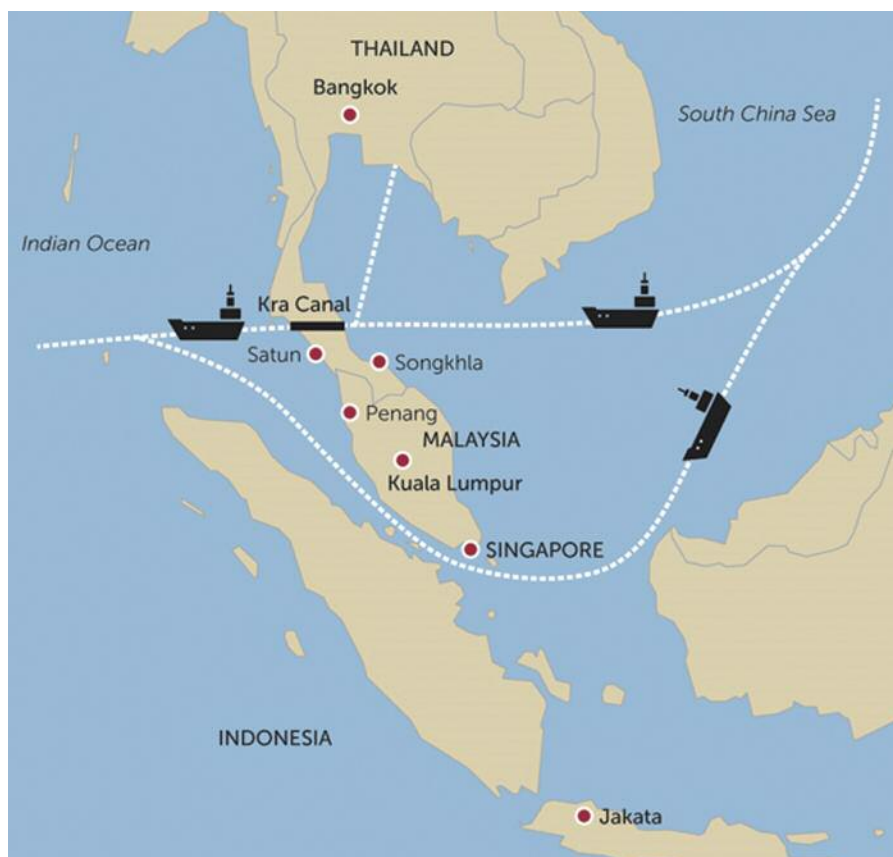 THAILAND
Bangkok
South China Sea
Indian Ocean
Kra Canal
Satun
Songkhla
Penang
MALAYSIA
Kuala Lumpur
SINGAPORE
INDONESIA
Jakata